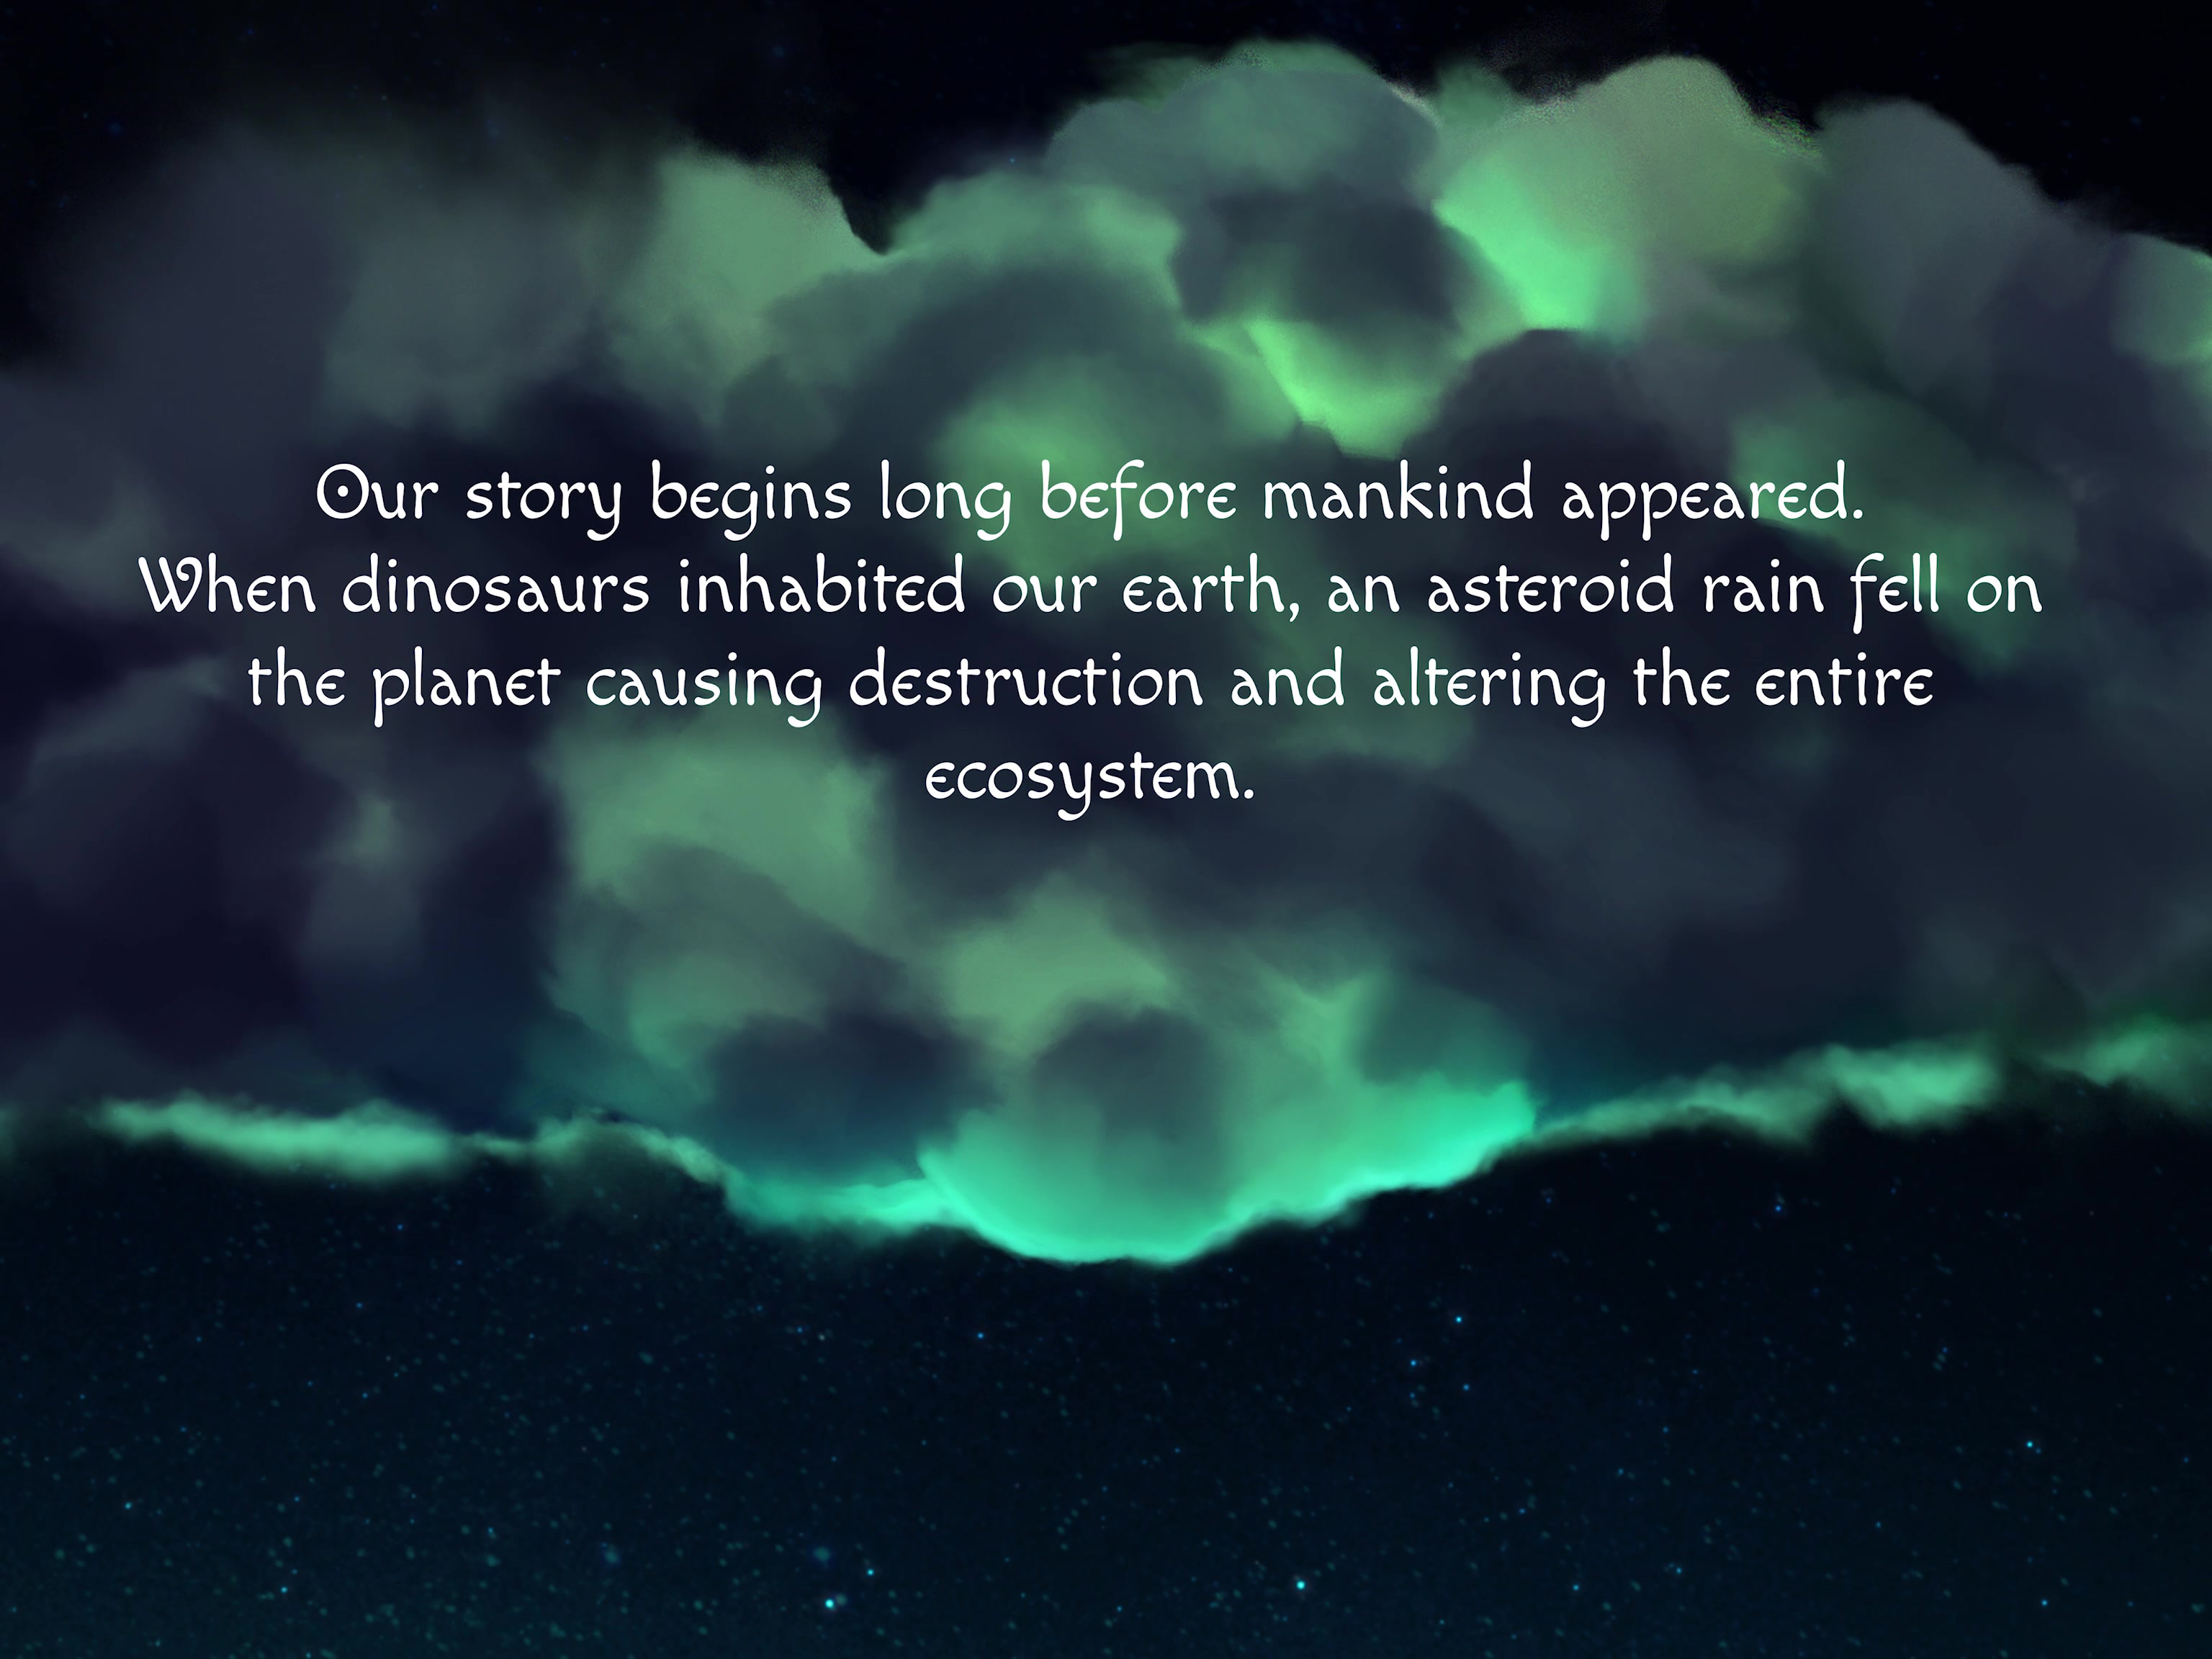 Our story begins long before mankind appeared.
When dinosaurs inhabited our earth, an asteroid rain fell on
the planet causing destruction and altering the entire
ecosystem.